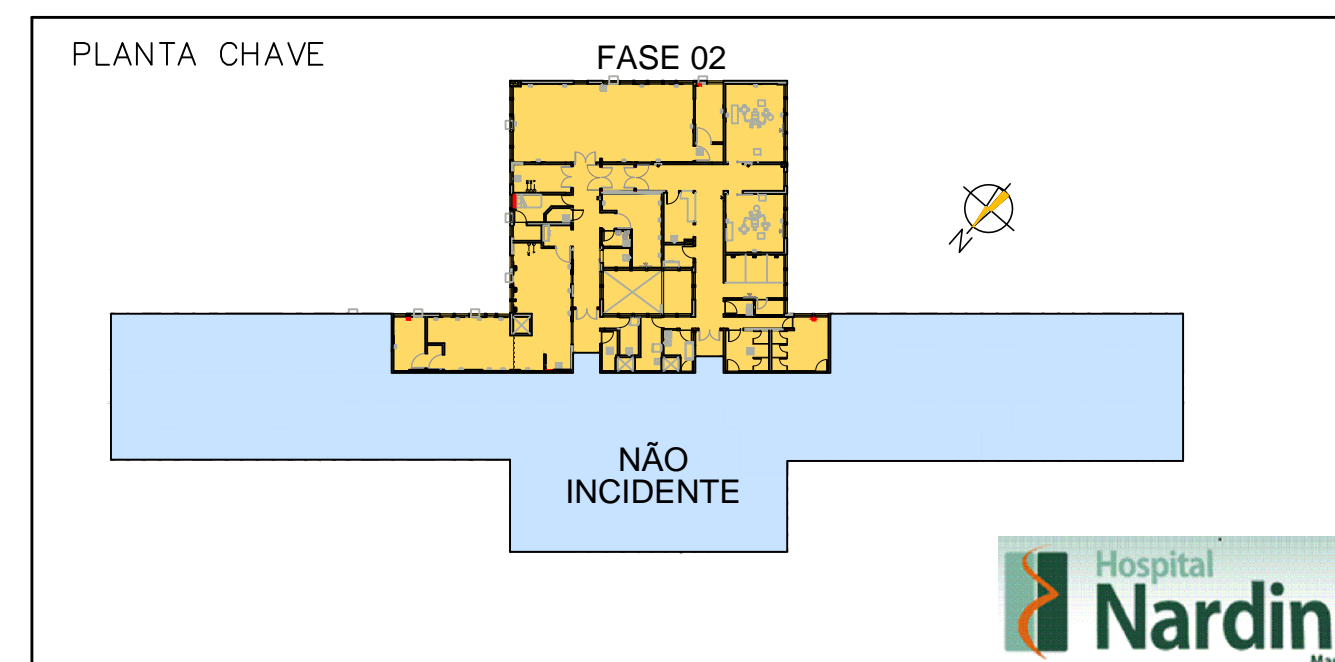 PLANTA CHAVE
FASE 02
N
NÃO
INCIDENTE
Hospital
Nardin